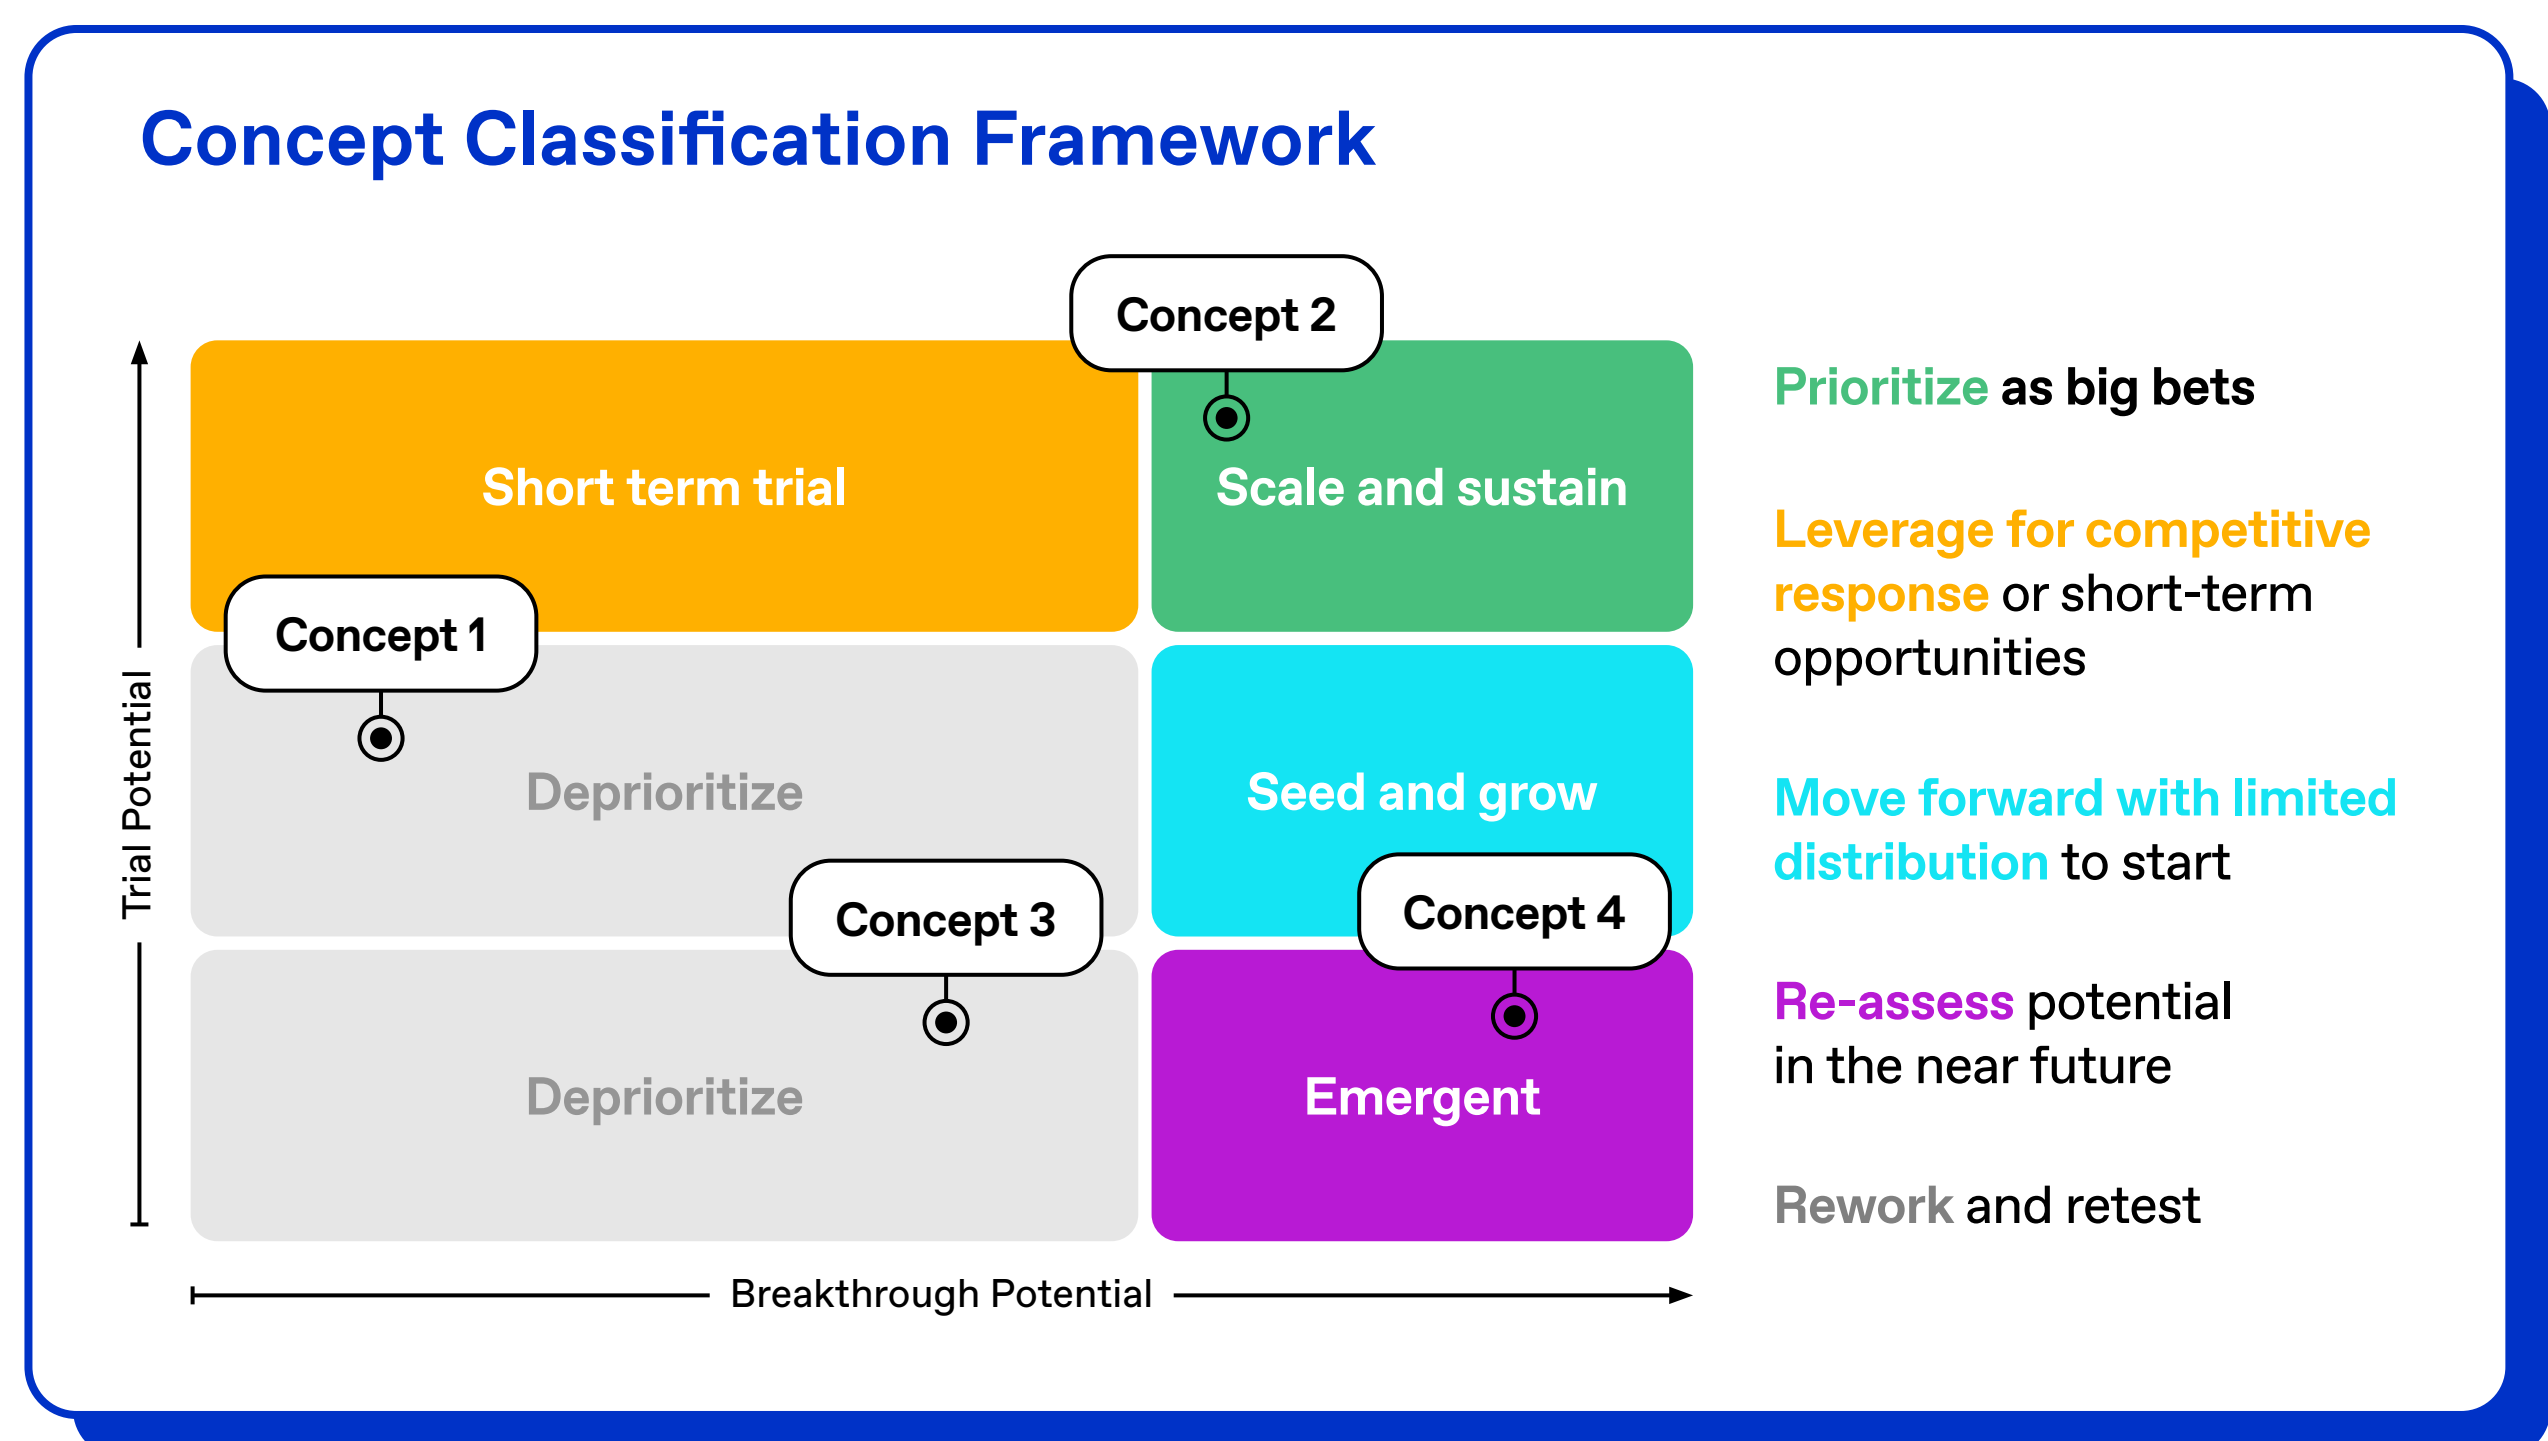 Concept Classification Framework
Concept 2
Short term trial
Scale and sustain
Concept 1
Deprioritize
Seed and grow
Concept 3
Concept 4
Deprioritize
Emergent
Trial Potential
Breakthrough Potential
Prioritize as big bets
Leverage for competitive
response or short-term
opportunities
Move forward with limited
distribution to start
Re-assess potential
in the near future
Rework and retest